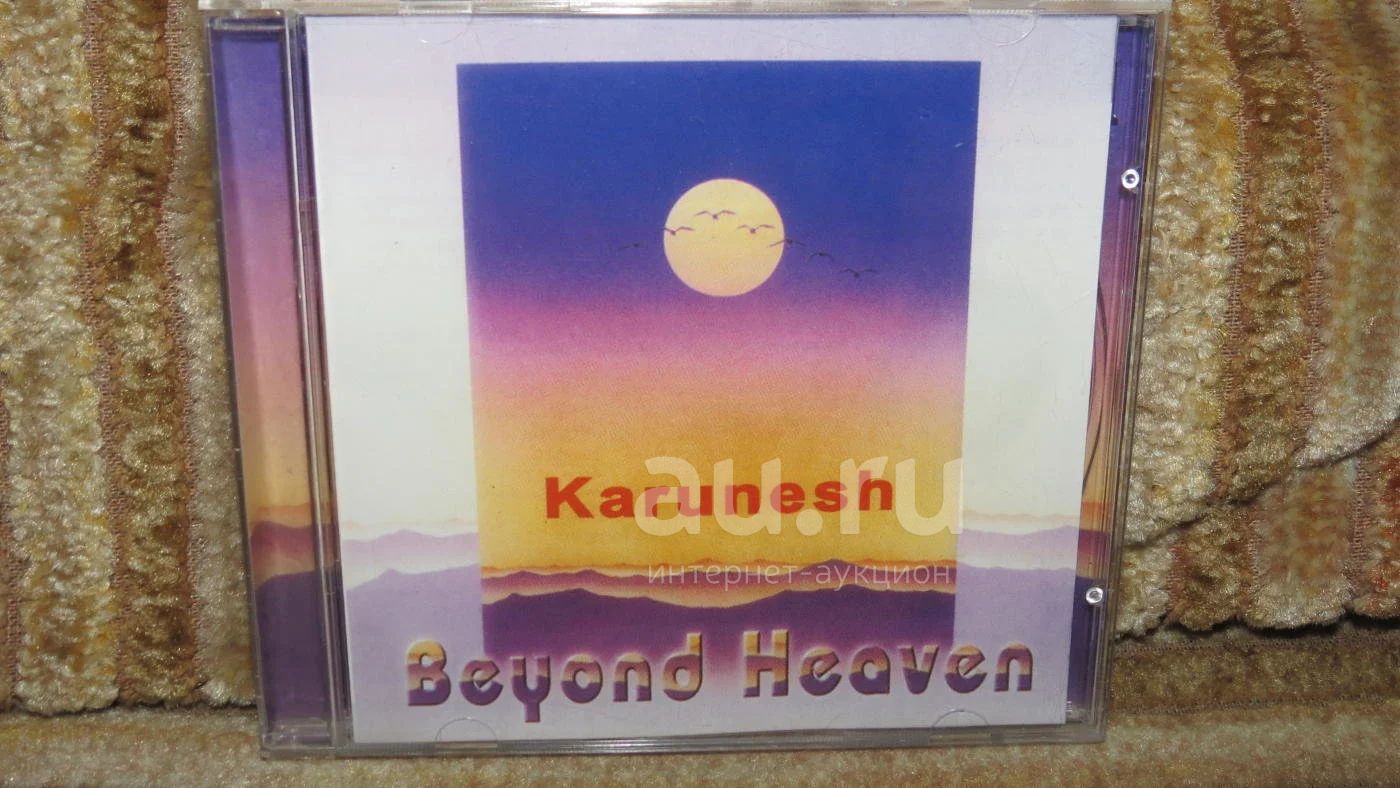 Karunesh
au.ru
интернет-аукцион
Beyond Heaven